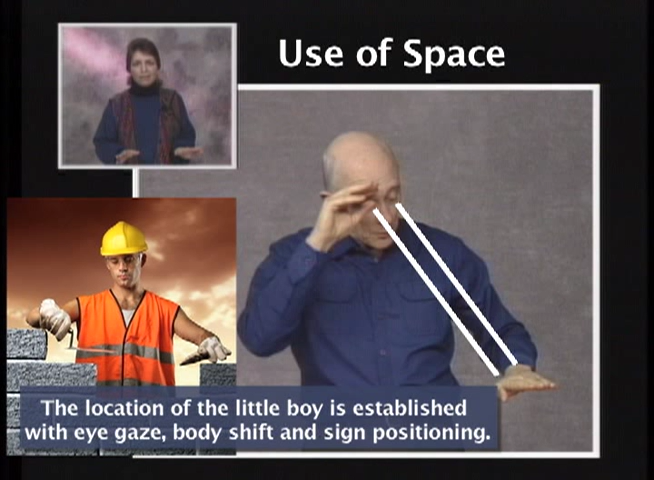 Use of Space
The location of the little boy is established
with eye gaze, body shift and sign positioning.